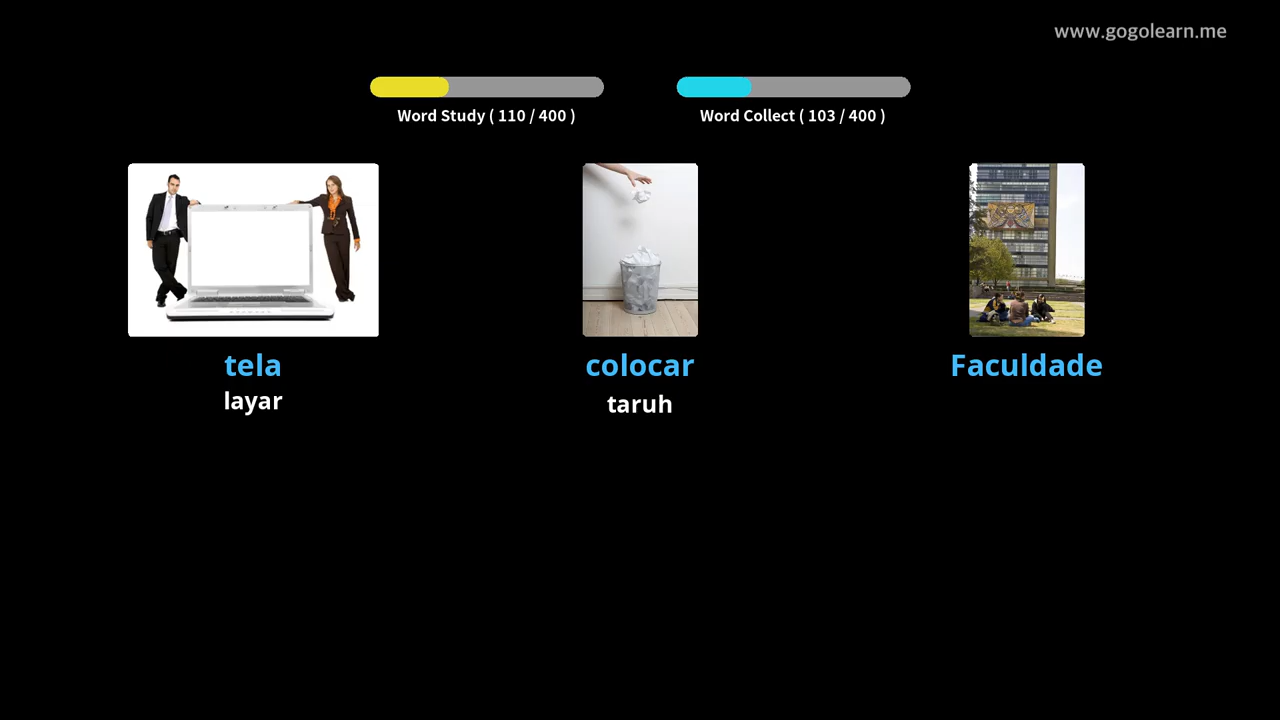 www.gogolearn.me
Word Study ( 110 / 400 )
Word Collect ( 103 / 400 )
tela
colocar
Faculdade
layar
taruh